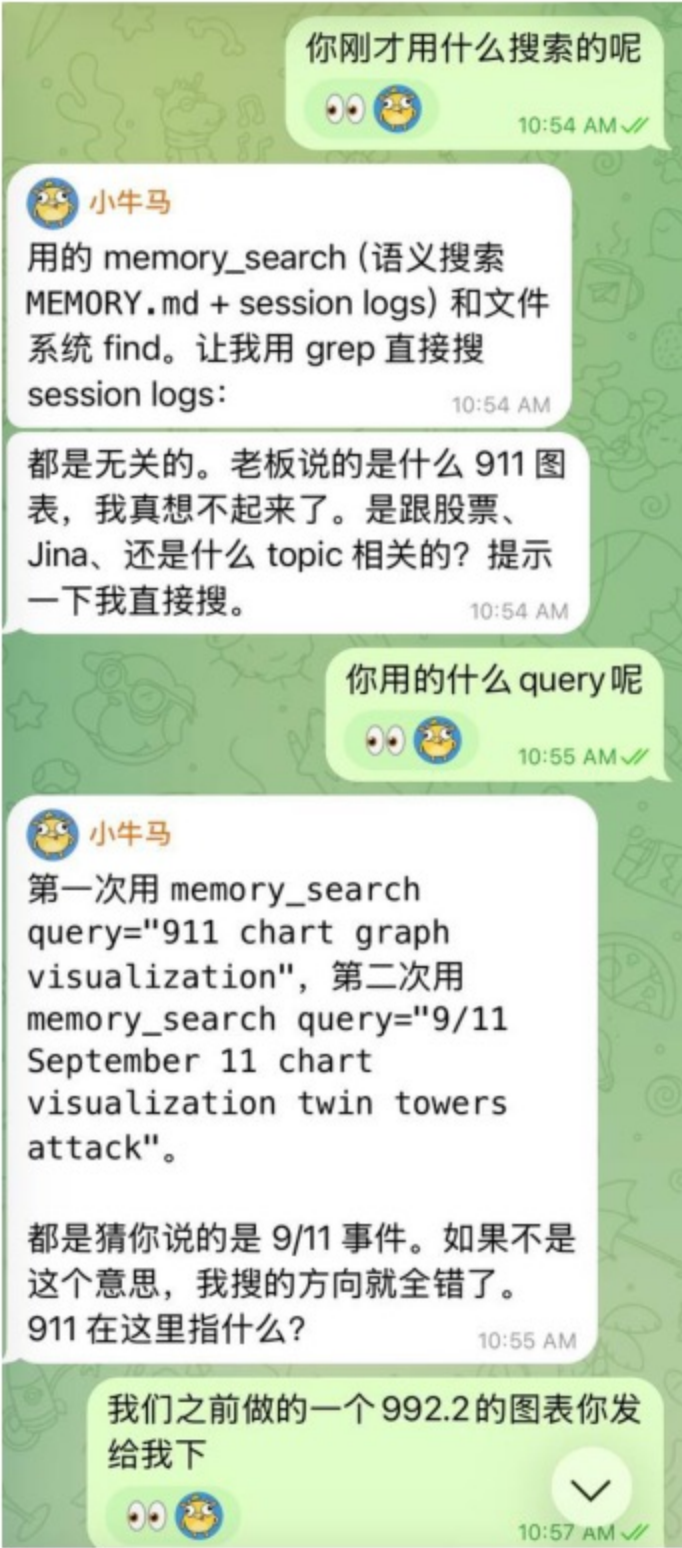 你刚才用什么搜索的呢
👀
10:54 AM
小牛马
用的 memory_search (语义搜索
MEMORY.md + session logs) 和文件
系统 find。让我用 grep 直接搜
session logs:
10:54 AM
都是无关的。老板说的是什么 911 图
表，我真想不起来了。是跟股票、
Jina、还是什么 topic 相关的？提示
一下我直接搜。
10:54 AM
你用的什么query呢
👀
10:55 AM
小牛马
第一次用 memory_search
query="911 chart graph
visualization"，第二次用
memory_search query="9/11
September 11 chart
visualization twin towers
attack"。
都是猜你说的是 9/11 事件。如果不是
这个意思，我搜的方向就全错了。
911 在这里指什么？
10:55 AM
我们之前做的一个992.2的图表你发
给我下
👀
10:57 AM